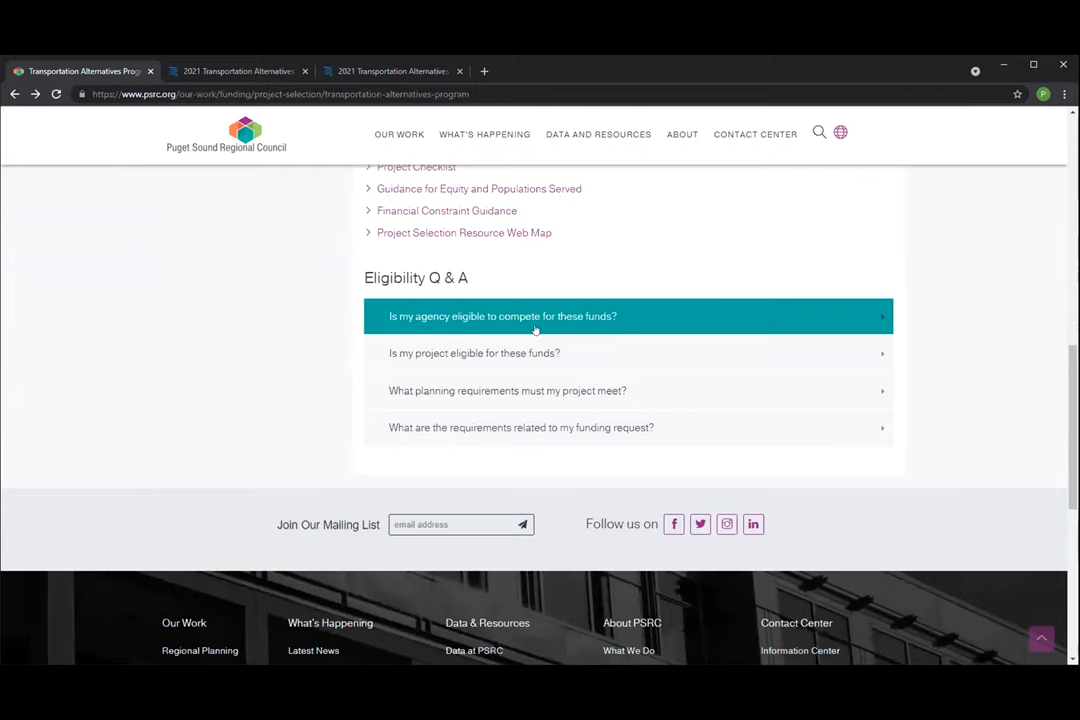 Transportation Alternatives Prog
2021 Transportation Alternatives
2021 Transportation Alternatives
https://www.psrc.org/our-work/funding/project-selection/transportation-alternatives-program
P
Puget Sound Regional Council
OUR WORK
WHAT'S HAPPENING
DATA AND RESOURCES
ABOUT
CONTACT CENTER
Project Checklist
Guidance for Equity and Populations Served
Financial Constraint Guidance
Project Selection Resource Web Map
Eligibility Q & A
Is my agency eligible to compete for these funds?
Is my project eligible for these funds?
What planning requirements must my project meet?
What are the requirements related to my funding request?
Join Our Mailing List
email address
Follow us on
Our Work
What's Happening
Data & Resources
About PSRC
Contact Center
Regional Planning
Latest News
Data at PSRC
What We Do
Information Center